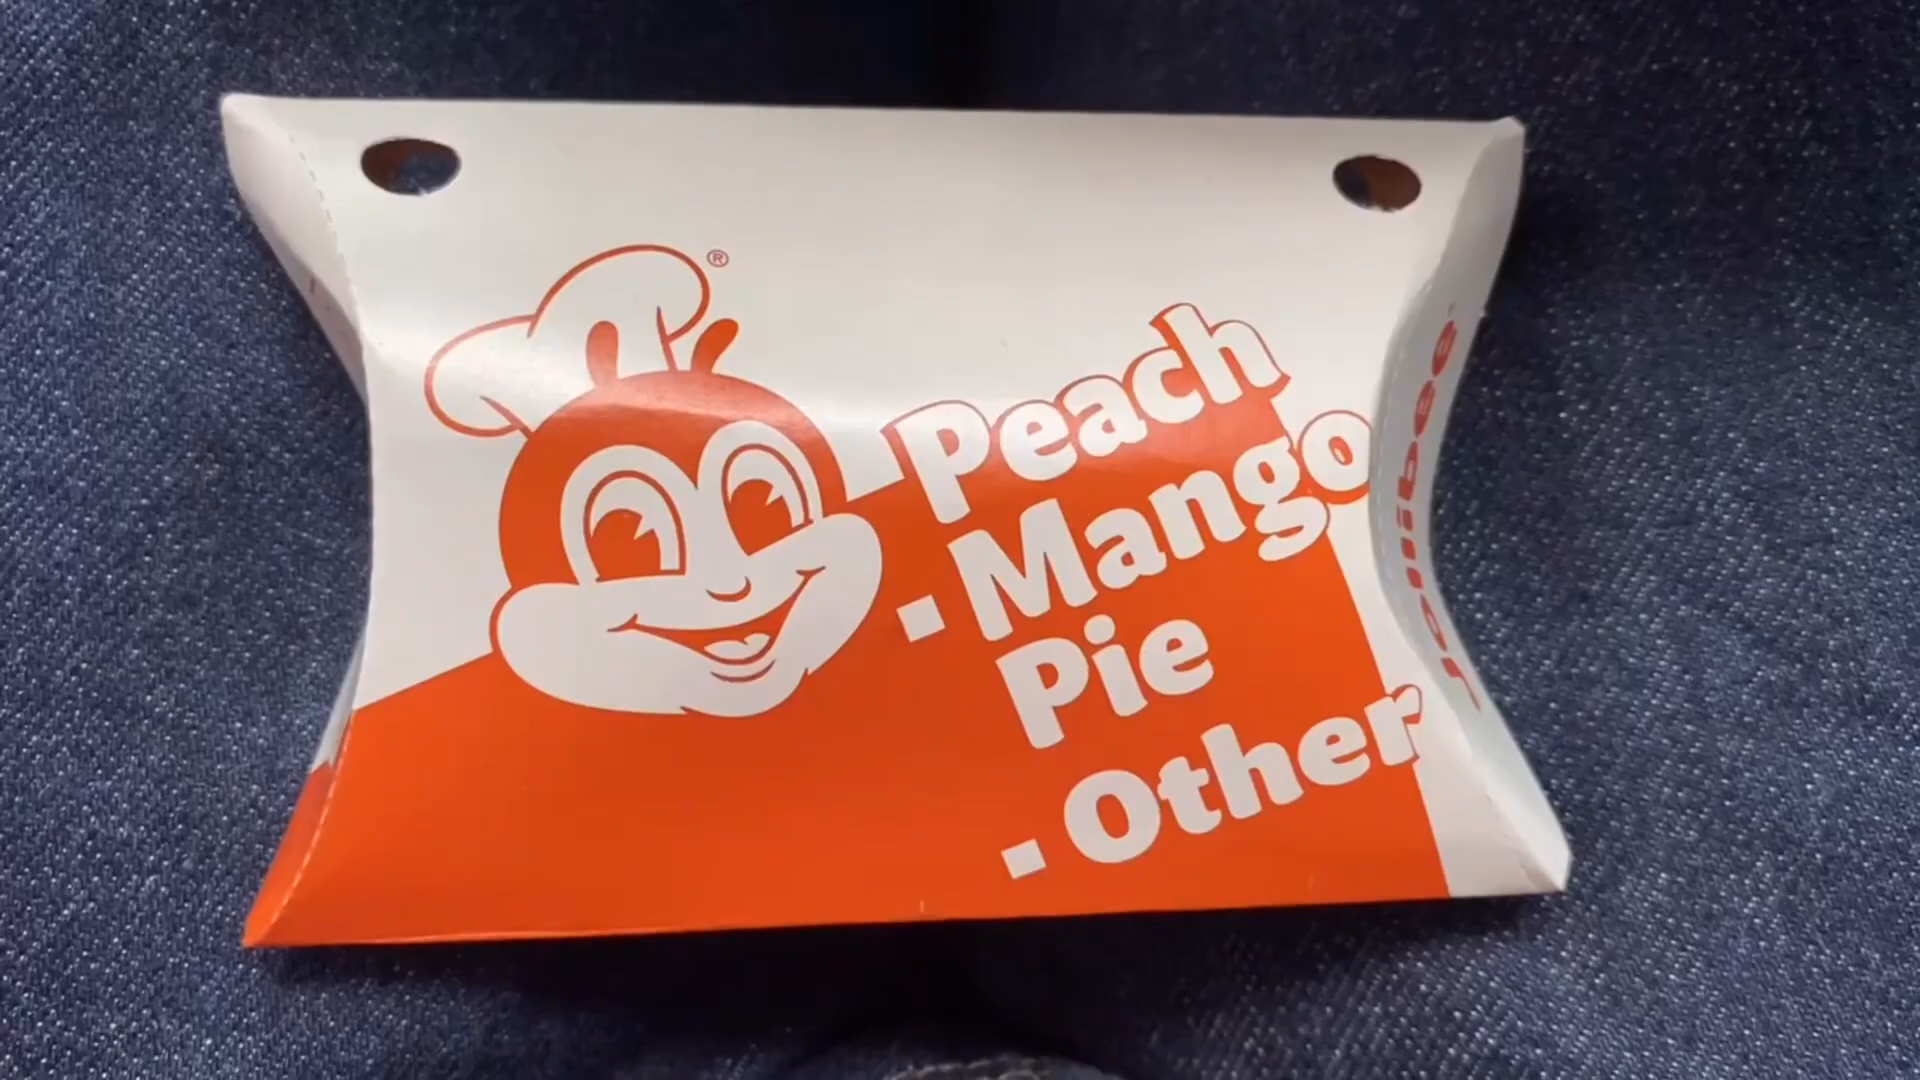 ®
Peach
▪ Mango
Pie
▪ Other
Jollibee